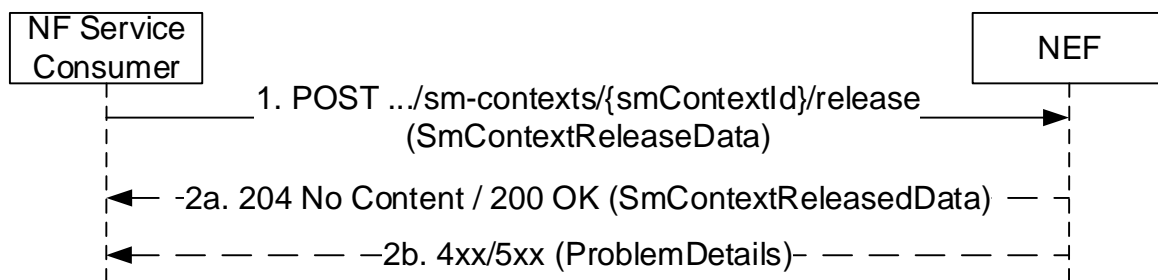 NF Service
Consumer
NEF
1. POST .../sm-contexts/{smContextId}/release
(SmContextReleaseData)
2a. 204 No Content / 200 OK (SmContextReleasedData)
2b. 4xx/5xx (ProblemDetails)